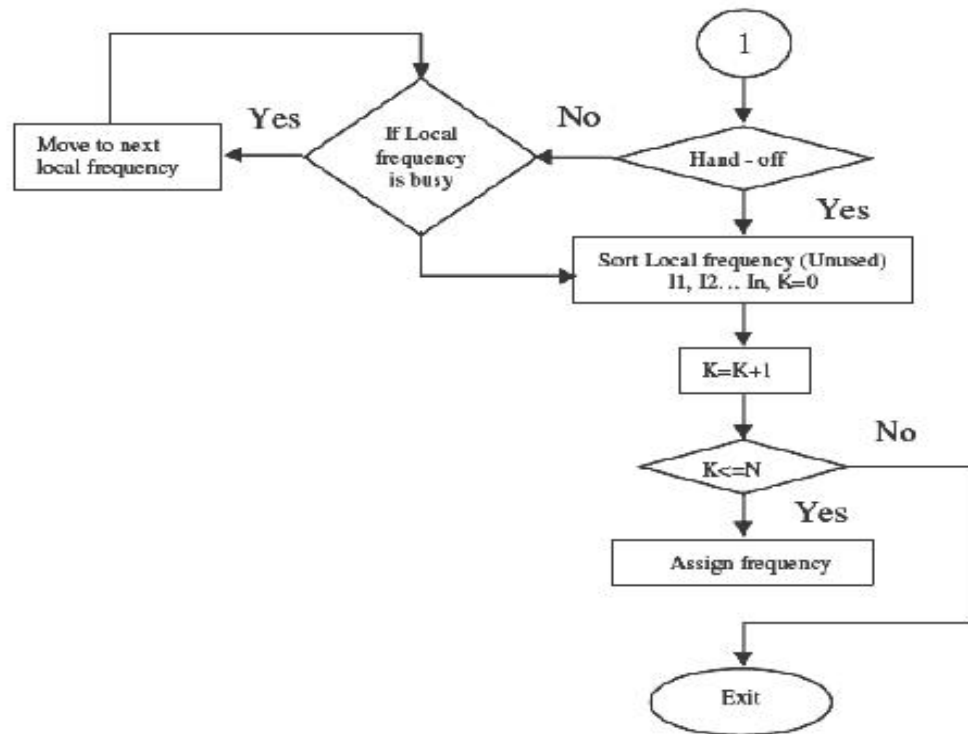 1
Yes
No
Move to next
local frequency
If Local
frequency
is busy
Hand - off
Yes
Sort Local frequency (Unused)
I1, I2... In, K=0
K=K+1
No
K<=N
Yes
Assign frequency
Exit